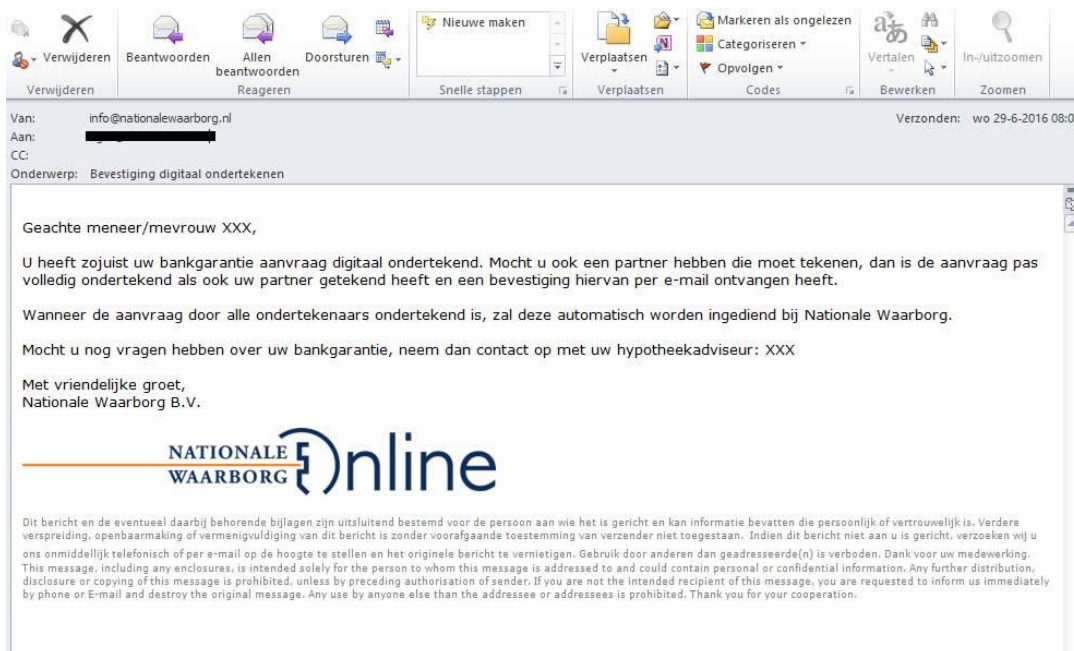 Nieuwe maken
Markeren als ongelezen
Verwijderen
Beantwoorden
Allen
beantwoorden
Doorsturen
Verplaatsen
Categoriseren
Opvolgen
Vertalen
In-/uitzoomen
Verwijderen
Reageren
Snelle stappen
Verplaatsen
Codes
Bewerken
Zoomen
Van: info@nationalewaarborg.nl
Verzonden: wo 29-6-2016 08:0
Aan:
CC:
Onderwerp: Bevestiging digitaal ondertekenen
Geachte meneer/mevrouw XXX,
U heeft zojuist uw bankgarantie aanvraag digitaal ondertekend. Mocht u ook een partner hebben die moet tekenen, dan is de aanvraag pas
volledig ondertekend als ook uw partner getekend heeft en een bevestiging hiervan per e-mail ontvangen heeft.
Wanneer de aanvraag door alle ondertekenaars ondertekend is, zal deze automatisch worden ingediend bij Nationale Waarborg.
Mocht u nog vragen hebben over uw bankgarantie, neem dan contact op met uw hypotheekadviseur: XXX
Met vriendelijke groet,
Nationale Waarborg B.V.
NATIONALE
WAARBORG
Online
Dit bericht en de eventueel daarbij behorende bijlagen zijn uitsluitend bestemd voor de persoon aan wie het is gericht en kan informatie bevatten die persoonlijk of vertrouwelijk is. Verdere
verspreiding, openbaarmaking of vermenigvuldiging van dit bericht is zonder voorafgaande toestemming van verzender niet toegestaan. Indien dit bericht niet aan u is gericht, verzoeken wij u
ons onmiddellijk telefonisch of per e-mail op de hoogte te stellen en het originele bericht te vernietigen. Gebruik door anderen dan geadresseerde(n) is verboden. Dank voor uw medewerking.
This message, including any enclosures, is intended solely for the person to whom this message is addressed to and could contain personal or confidential information. Any further distribution,
disclosure or copying of this message is prohibited, unless by preceding authorisation of sender. If you are not the intended recipient of this message, you are requested to inform us immediately
by phone or E-mail and destroy the original message. Any use by anyone else than the addressee or addressees is prohibited. Thank you for your cooperation.